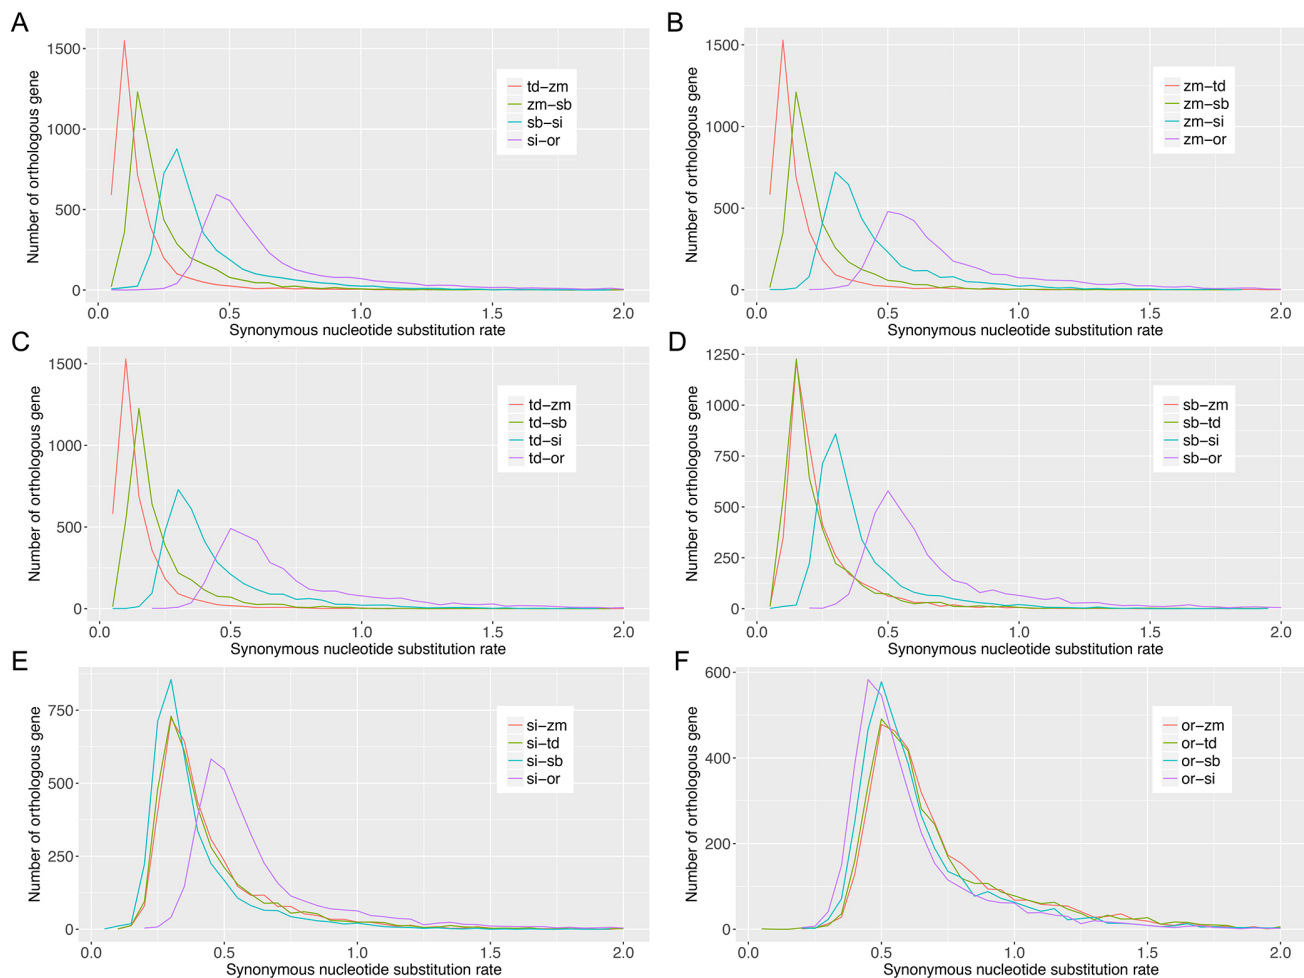 A
Number of orthologous gene
1500
1000
500
0
td–zm
zm–sb
sb–si
si–or
0.0 0.5 1.0 1.5 2.0
Synonymous nucleotide substitution rate
B
Number of orthologous gene
1500
1000
500
0
zm–td
zm–sb
zm–si
zm–or
0.0 0.5 1.0 1.5 2.0
Synonymous nucleotide substitution rate
C
Number of orthologous gene
1500
1000
500
0
td–zm
td–sb
td–si
td–or
0.0 0.5 1.0 1.5 2.0
Synonymous nucleotide substitution rate
D
Number of orthologous gene
1250
1000
750
500
250
0
sb–zm
sb–td
sb–si
sb–or
0.0 0.5 1.0 1.5 2.0
Synonymous nucleotide substitution rate
E
Number of orthologous gene
750
500
250
0
si–zm
si–td
si–sb
si–or
0.0 0.5 1.0 1.5 2.0
Synonymous nucleotide substitution rate
F
Number of orthologous gene
600
400
200
0
or–zm
or–td
or–sb
or–si
0.0 0.5 1.0 1.5 2.0
Synonymous nucleotide substitution rate